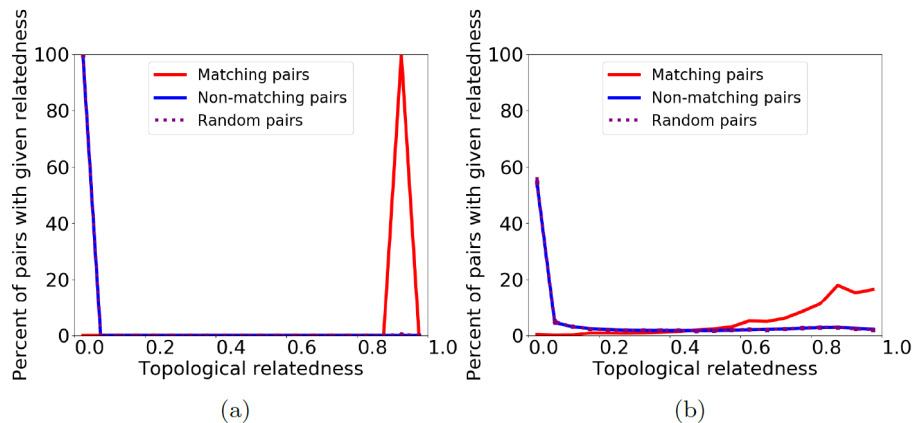 Percent of pairs with given relatedness
100
80
60
40
20
0
Matching pairs
Non-matching pairs
Random pairs
0.0 0.2 0.4 0.6 0.8 1.0
Topological relatedness
(a)
Percent of pairs with given relatedness
100
80
60
40
20
0
Matching pairs
Non-matching pairs
Random pairs
0.0 0.2 0.4 0.6 0.8 1.0
Topological relatedness
(b)